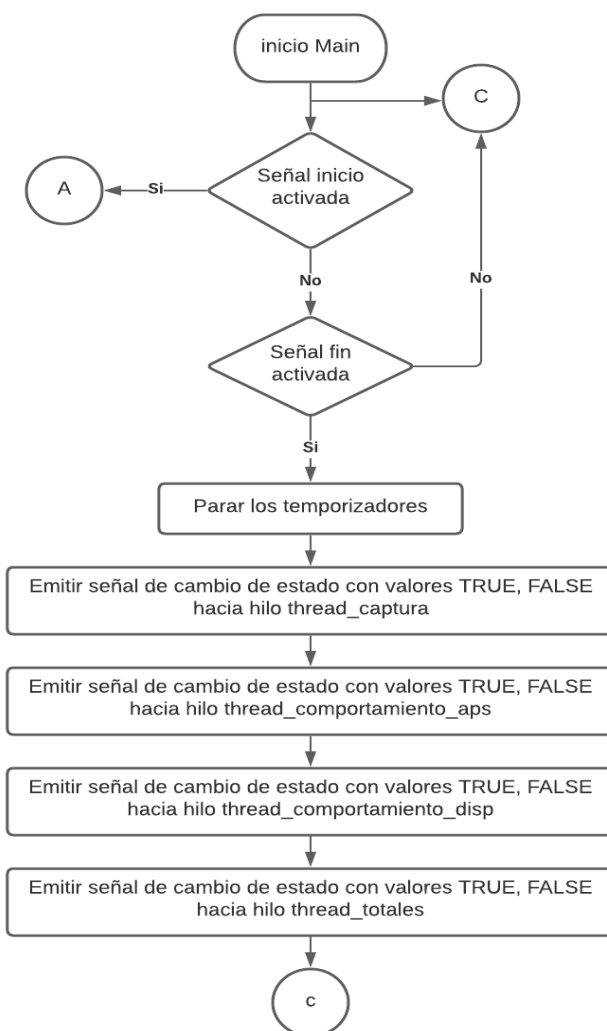 inicio Main
C
Señal inicio
activada
Si
A
No
No
Señal fin
activada
Si
Parar los temporizadores
Emitir señal de cambio de estado con valores TRUE, FALSE
hacia hilo thread_captura
Emitir señal de cambio de estado con valores TRUE, FALSE
hacia hilo thread_comportamiento_aps
Emitir señal de cambio de estado con valores TRUE, FALSE
hacia hilo thread_comportamiento_disp
Emitir señal de cambio de estado con valores TRUE, FALSE
hacia hilo thread_totales
c